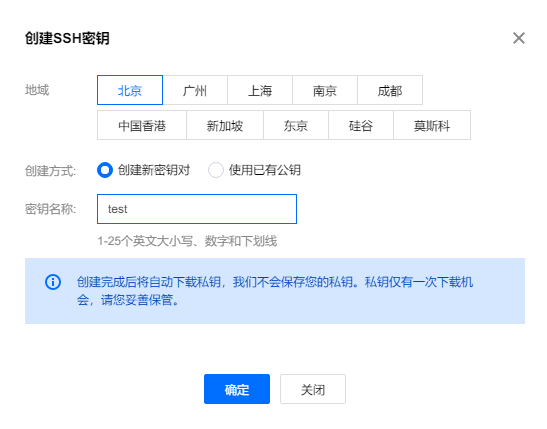 创建SSH密钥
地域 北京 广州 上海 南京 成都
中国香港 新加坡 东京 硅谷 莫斯科
创建方式: 创建新密钥对 使用已有公钥
密钥名称: test
1-25个英文大小写、数字和下划线
创建完成后将自动下载私钥，我们不会保存您的私钥。私钥仅有一次下载机
会，请您妥善保管。
确定 关闭